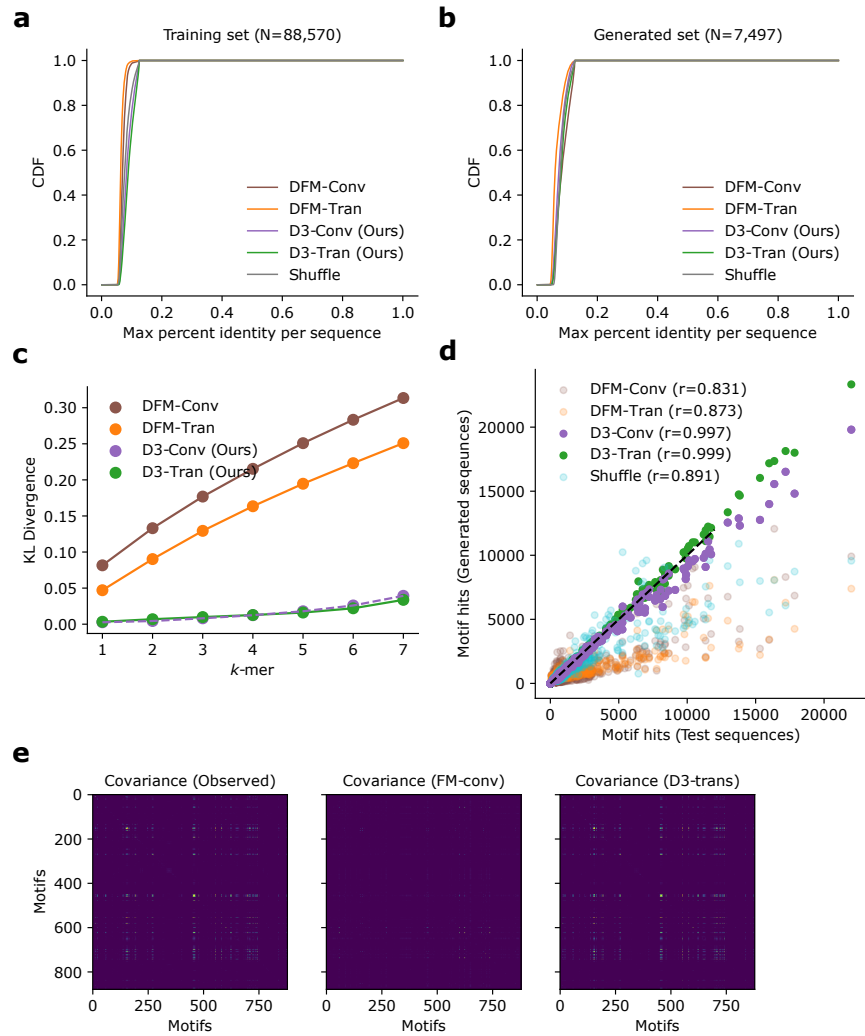 a
Training set (N=88,570)
CDF
1.0
0.8
0.6
0.4
0.2
0.0
DFM-Conv
DFM-Tran
D3-Conv (Ours)
D3-Tran (Ours)
Shuffle
0.0 0.2 0.4 0.6 0.8 1.0
Max percent identity per sequence
b
Generated set (N=7,497)
CDF
1.0
0.8
0.6
0.4
0.2
0.0
DFM-Conv
DFM-Tran
D3-Conv (Ours)
D3-Tran (Ours)
Shuffle
0.0 0.2 0.4 0.6 0.8 1.0
Max percent identity per sequence
c
KL Divergence
0.30
0.25
0.20
0.15
0.10
0.05
0.00
DFM-Conv
DFM-Tran
D3-Conv (Ours)
D3-Tran (Ours)
1 2 3 4 5 6 7
k-mer
d
Motif hits (Generated seqeunces)
20000
15000
10000
5000
0
DFM-Conv (r=0.831)
DFM-Tran (r=0.873)
D3-Conv (r=0.997)
D3-Tran (r=0.999)
Shuffle (r=0.891)
0 5000 10000 15000 20000
Motif hits (Test sequences)
e
Covariance (Observed)
Motifs
0
200
400
600
800
0 250 500 750
Motifs
Covariance (FM-conv)
0 250 500 750
Motifs
Covariance (D3-trans)
0 250 500 750
Motifs